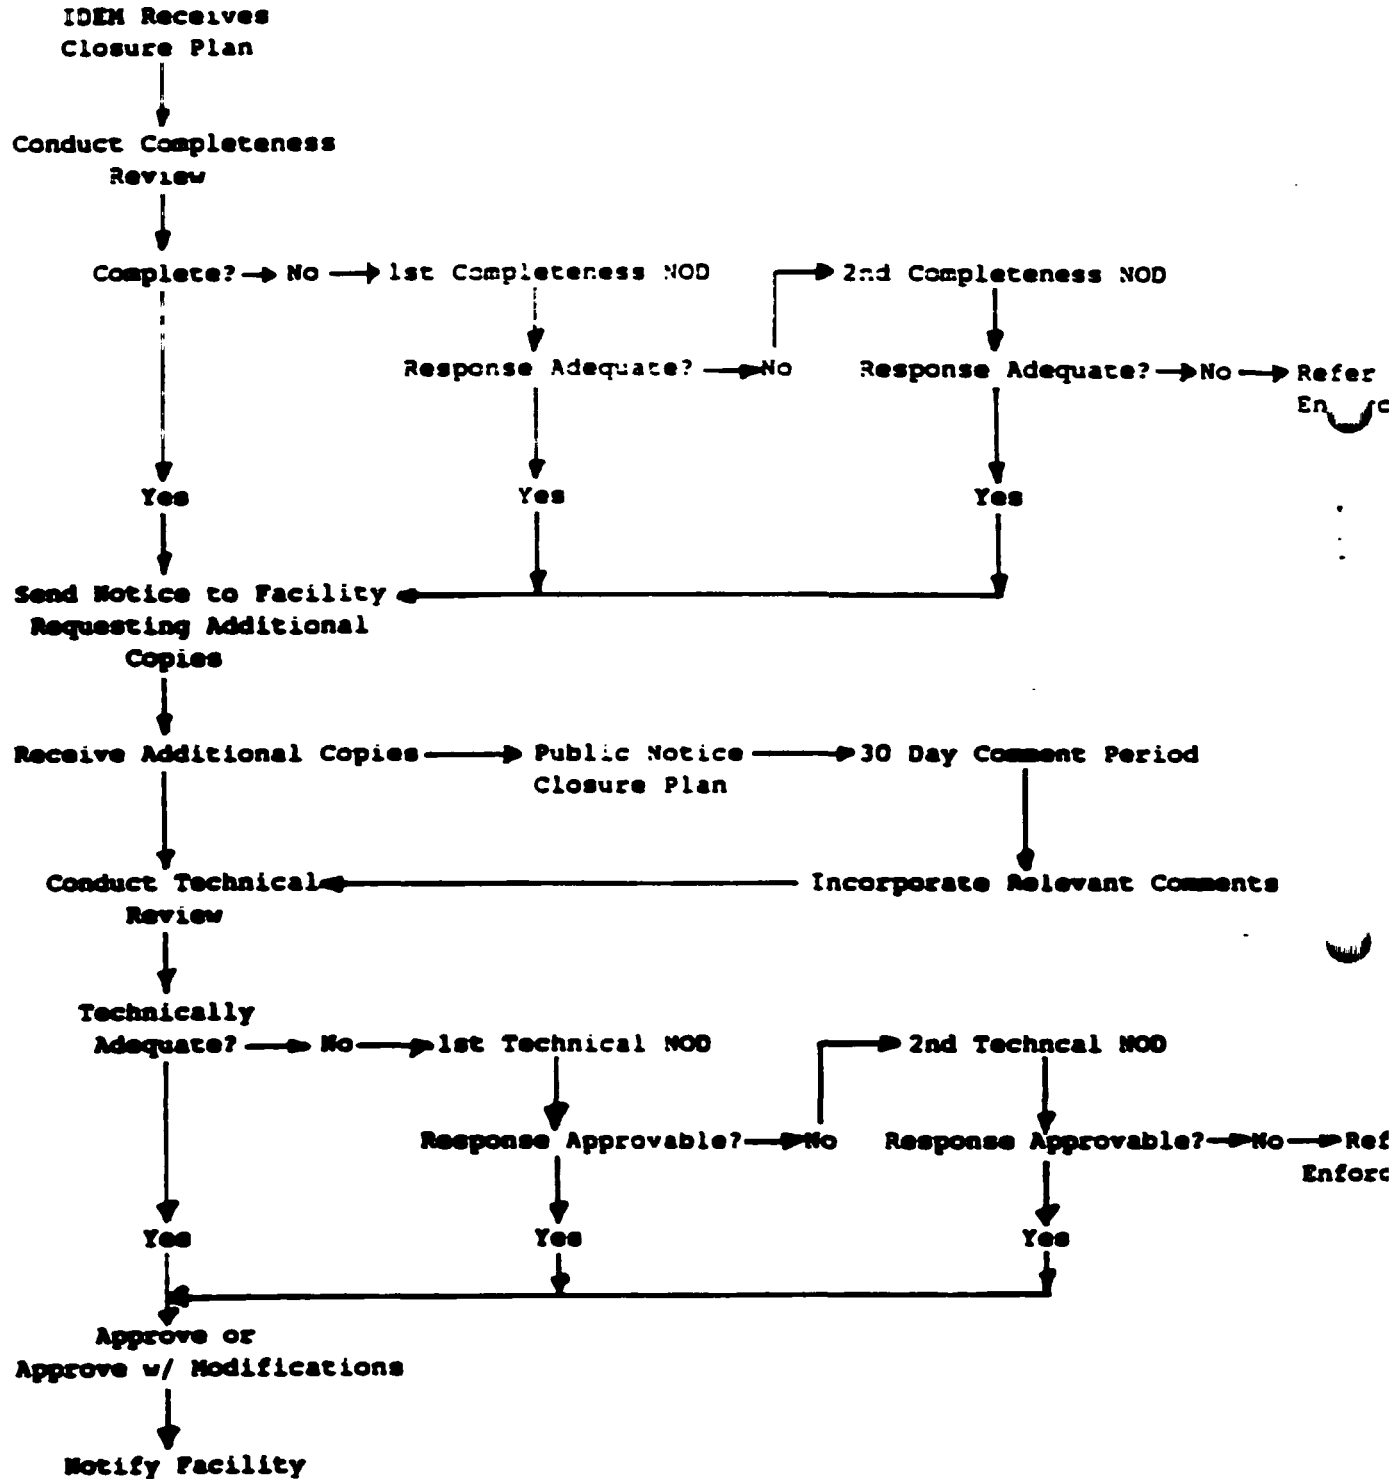 IDEM Receives
Closure Plan
Conduct Completeness
Review
Complete? No 1st Completeness NOD 2nd Completeness NOD
Response Adequate? No Response Adequate? No Refer
Yes Yes Yes
Send Notice to Facility
Requesting Additional
Copies
Receive Additional Copies Public Notice 30 Day Comment Period
Closure Plan
Conduct Technical Incorporate Relevant Comments
Review
Technically
Adequate? No 1st Technical NOD 2nd Techncal NOD
Response Approvable? No Response Approvable? No Ref
Enforc
Yes Yes Yes
Approve or
Approve w/ Modifications
Notify Facility